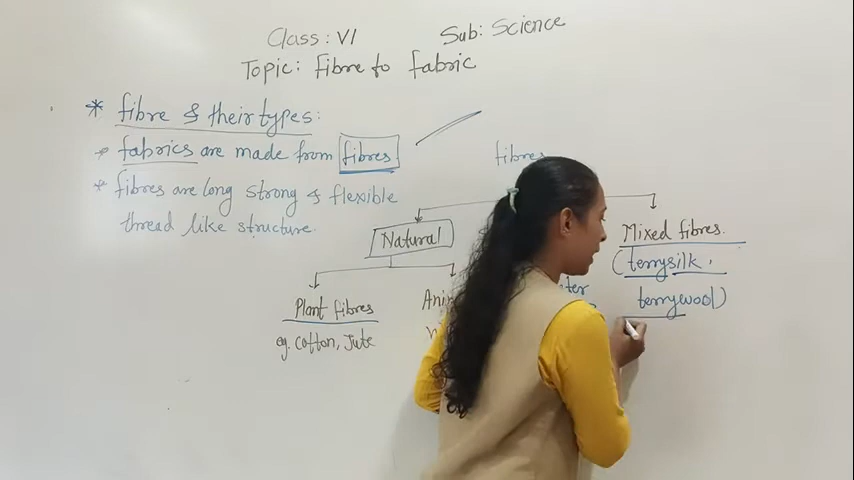 Class: VI Sub: Science
Topic: Fibre to fabric
* fibre & their types:
→ fabrics are made from fibres.
* fibres are long strong & flexible
thread like structure.
fibres
Natural
Mixed fibres.
(terrysilk,
terrywool)
Plant fibres
eg. Cotton, Jute